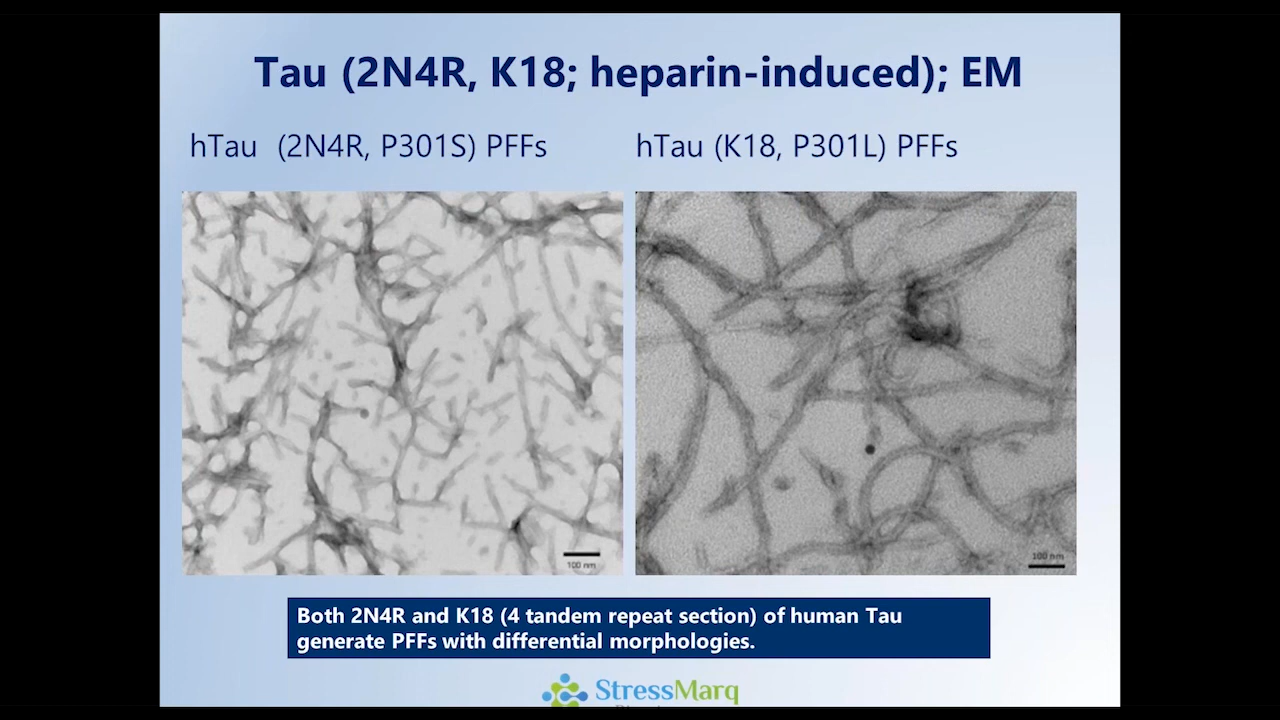 Tau (2N4R, K18; heparin-induced); EM
hTau (2N4R, P301S) PFFs
hTau (K18, P301L) PFFs
100 nm
100 nm
Both 2N4R and K18 (4 tandem repeat section) of human Tau
generate PFFs with differential morphologies.
StressMarq